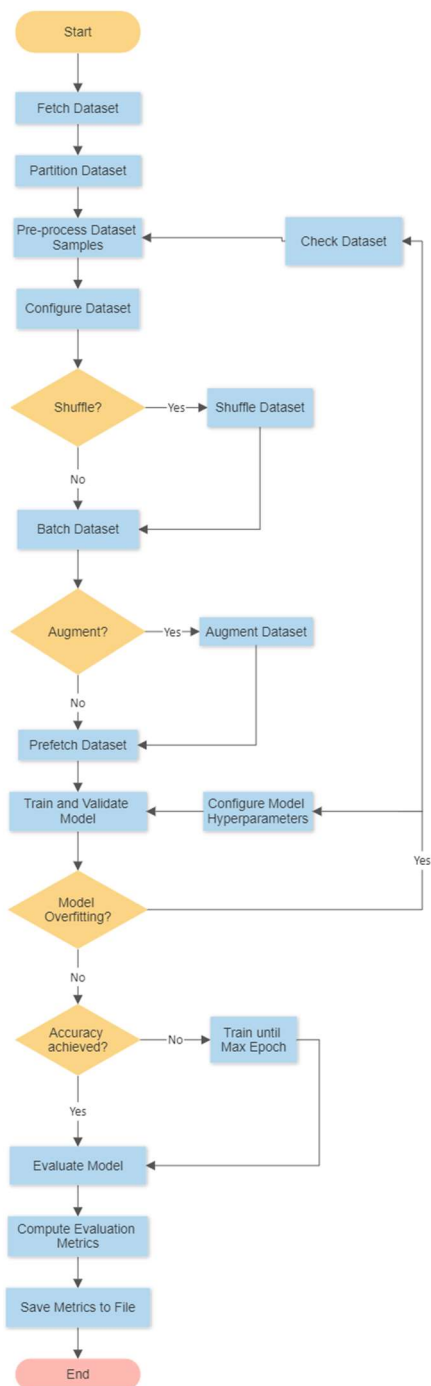 Start
Fetch Dataset
Partition Dataset
Pre-process Dataset
Samples
Check Dataset
Configure Dataset
Shuffle?
Yes
Shuffle Dataset
No
Batch Dataset
Augment?
Yes
Augment Dataset
No
Prefetch Dataset
Train and Validate
Model
Configure Model
Hyperparameters
Yes
Model
Overfitting?
No
Accuracy
achieved?
No
Train until
Max Epoch
Yes
Evaluate Model
Compute Evaluation
Metrics
Save Metrics to File
End